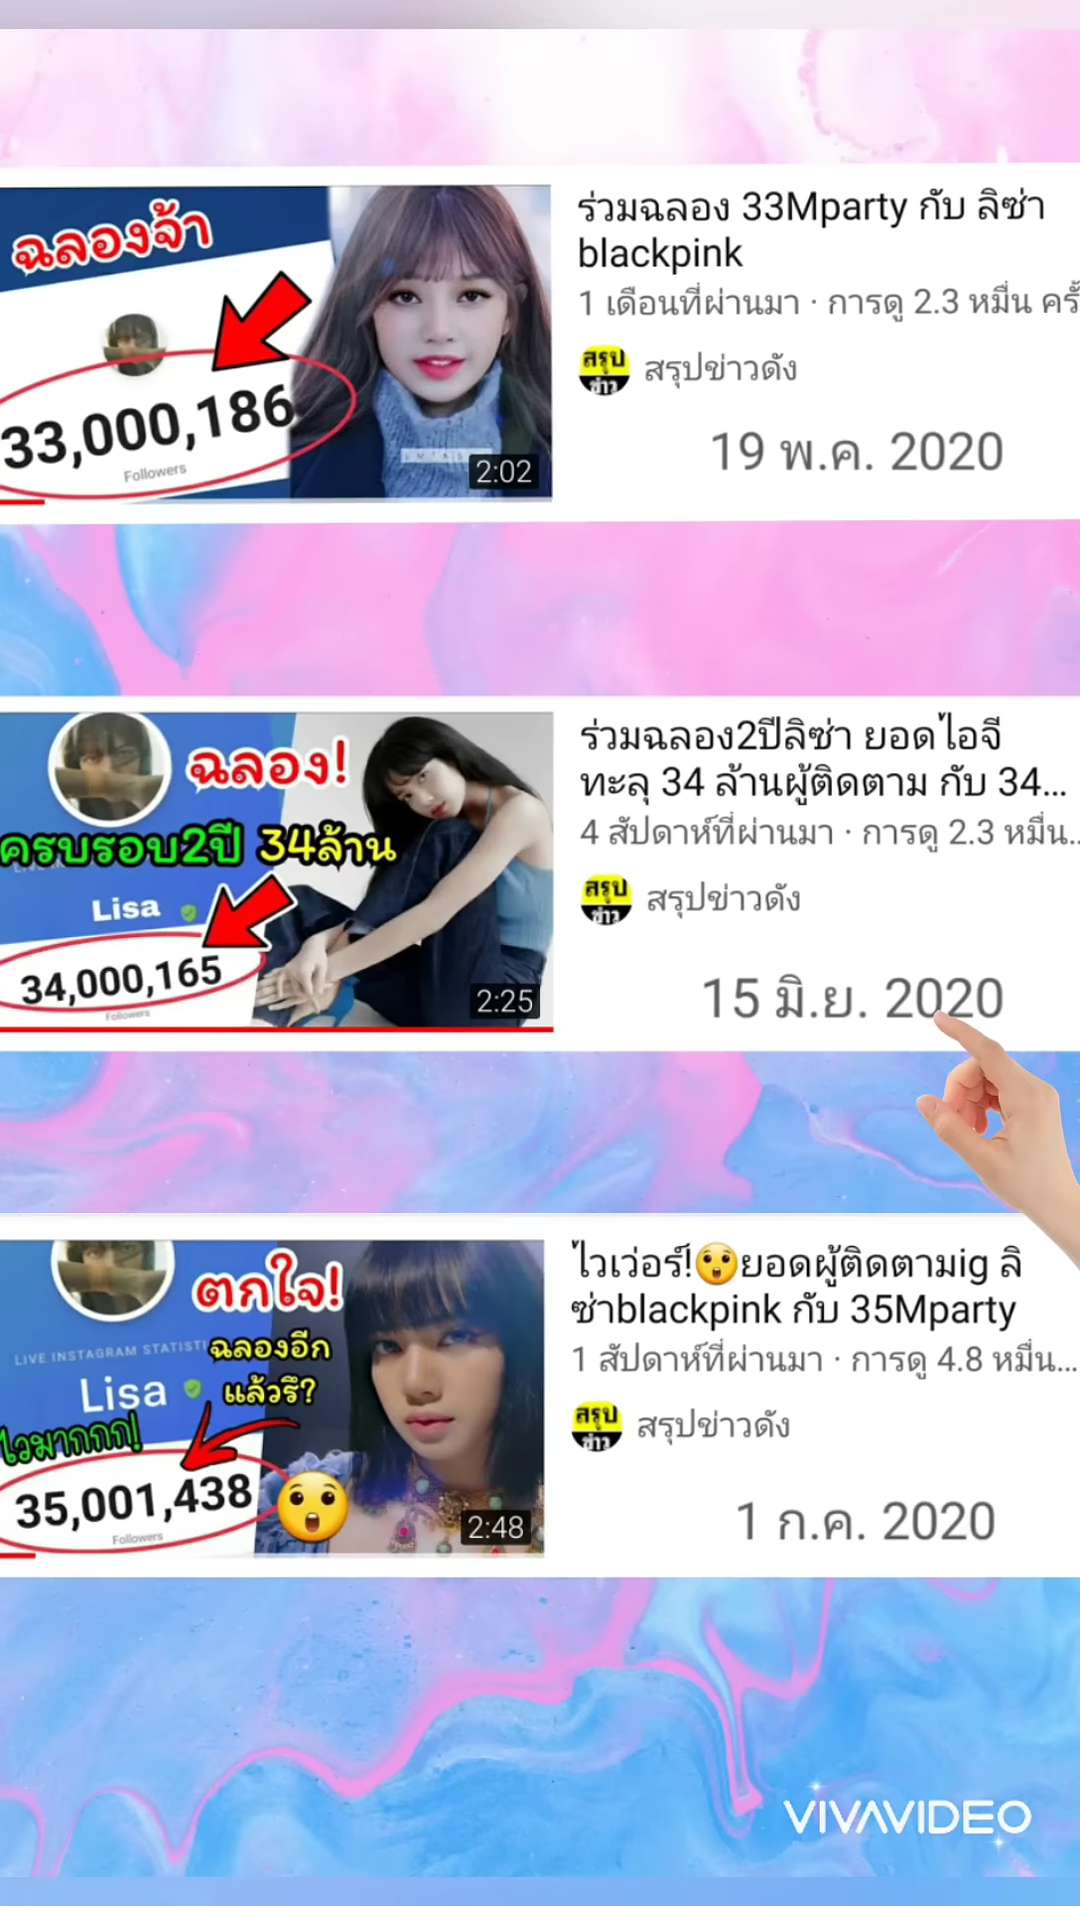 ฉลองจ้า
33,000,186
Followers
2:02
ร่วมฉลอง 33Mparty กับ ลิซ่า
blackpink
1 เดือนที่ผ่านมา · การดู 2.3 หมื่น ครั้
สรุป
ข่าว
สรุปข่าวดัง
19 พ.ค. 2020
ฉลอง!
ครบรอบ2ปี 34ล้าน
Lisa
34,000,165
Followers
2:25
ร่วมฉลอง2ปีลิซ่า ยอดไอจี
ทะลุ 34 ล้านผู้ติดตาม กับ 34...
4 สัปดาห์ที่ผ่านมา · การดู 2.3 หมื่น...
สรุป
ข่าว
สรุปข่าวดัง
15 มิ.ย. 2020
ตกใจ!
LIVE INSTAGRAM STATISTI
ฉลองอีก
Lisa
แล้วรึ?
ไวมากกก!
35,001,438
Followers
2:48
ไวเว่อร์!😲ยอดผู้ติดตามig ลิ
ซ่าblackpink กับ 35Mparty
1 สัปดาห์ที่ผ่านมา · การดู 4.8 หมื่น...
สรุป
ข่าว
สรุปข่าวดัง
1 ก.ค. 2020
VIVAVIDEO